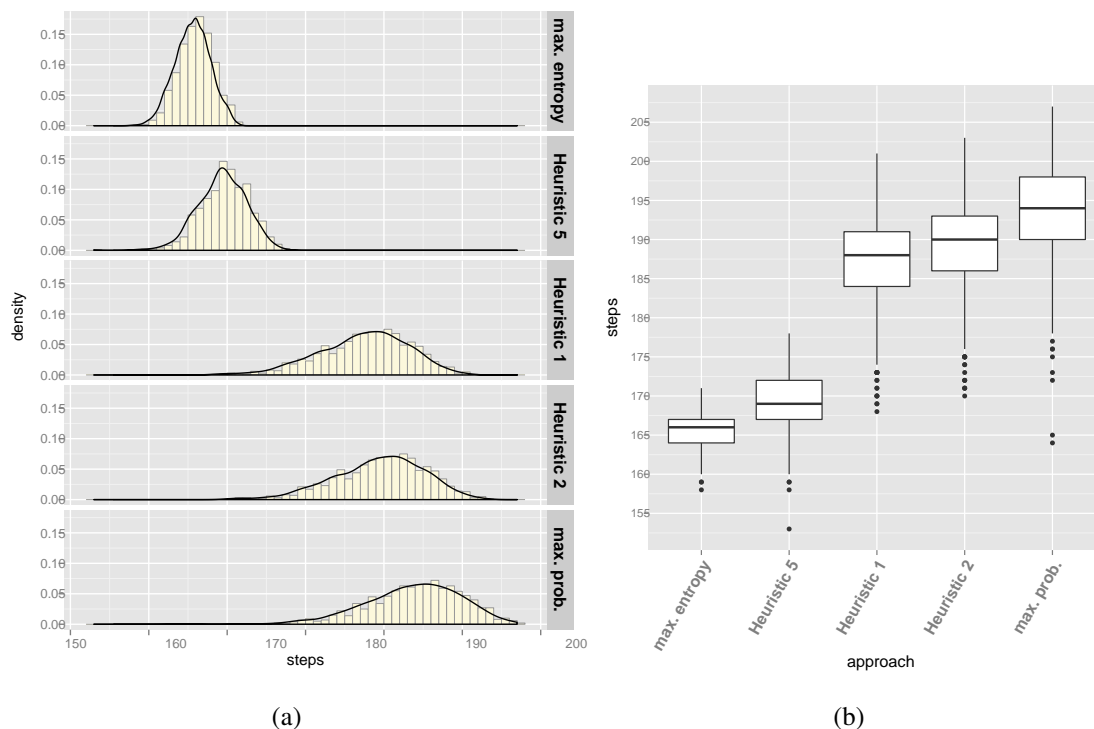 density
0.15
0.10
0.05
0.00
max. entropy
0.15
0.10
0.05
0.00
Heuristic 5
0.15
0.10
0.05
0.00
Heuristic 1
0.15
0.10
0.05
0.00
Heuristic 2
0.15
0.10
0.05
0.00
max. prob.
150 160 170 180 190 200
steps
(a)
steps
205
200
195
190
185
180
175
170
165
160
155
max. entropy
Heuristic 5
Heuristic 1
Heuristic 2
max. prob.
approach
(b)